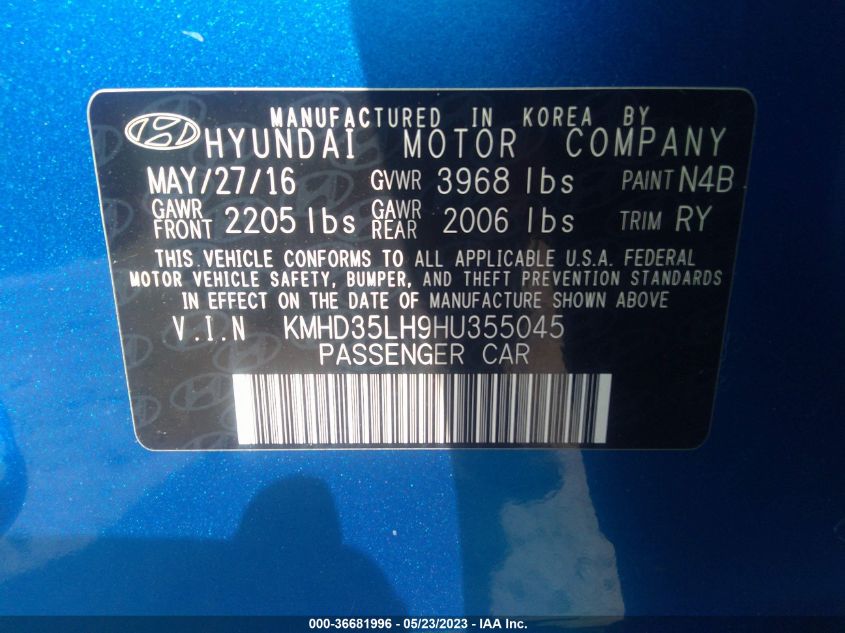 MANUFACTURED IN KOREA BY
HYUNDAI MOTOR COMPANY
MAY/27/16 GVWR 3968 lbs PAINT N4B
GAWR FRONT 2205 lbs GAWR REAR 2006 lbs TRIM RY
THIS VEHICLE CONFORMS TO ALL APPLICABLE U.S.A. FEDERAL
MOTOR VEHICLE SAFETY, BUMPER, AND THEFT PREVENTION STANDARDS
IN EFFECT ON THE DATE OF MANUFACTURE SHOWN ABOVE
V.I.N KMHD35LH9HU355045
PASSENGER CAR
000-36681996 - 05/23/2023 - IAA Inc.